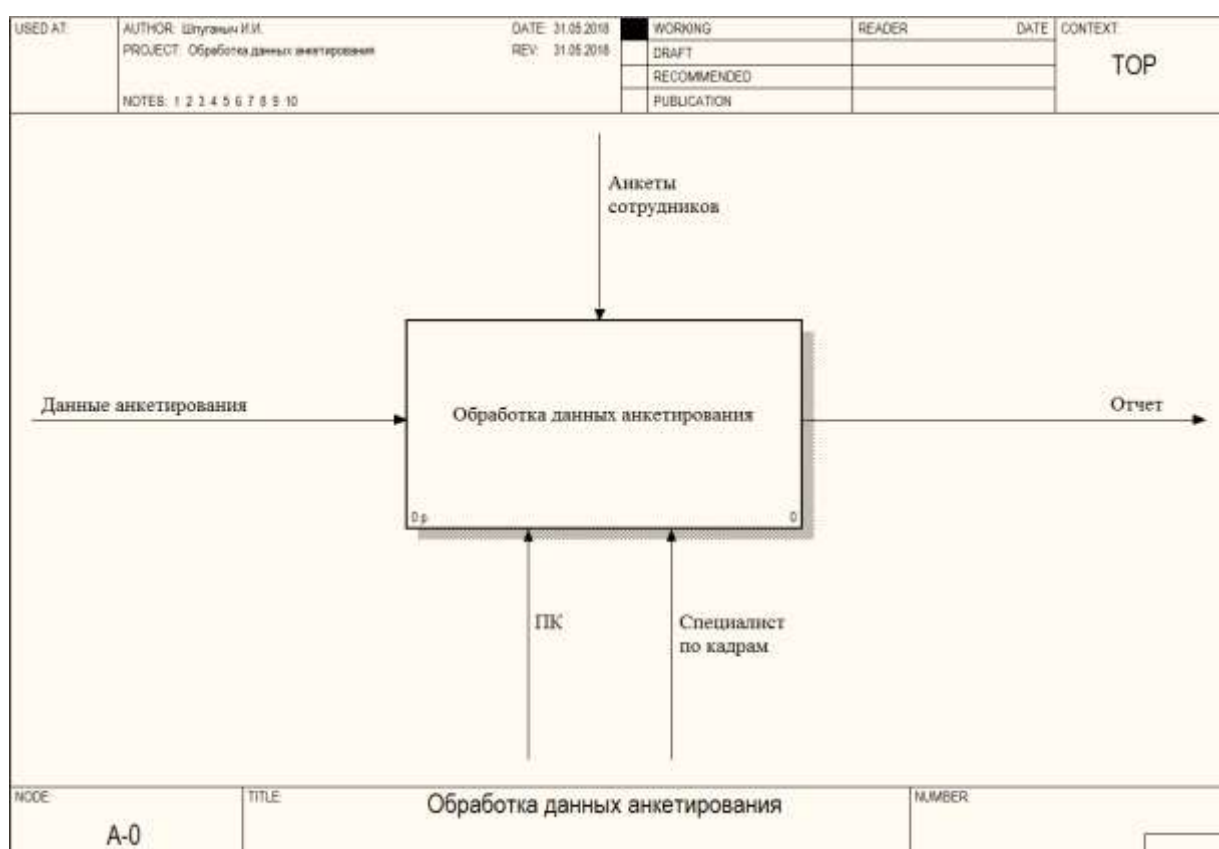 USED AT:
AUTHOR: Шпуганыч И.И.
DATE: 31.05.2018
PROJECT: Обработка данных анкетирования
REV: 31.05.2018
NOTES: 1 2 3 4 5 6 7 8 9 10
WORKING
DRAFT
RECOMMENDED
PUBLICATION
READER
DATE
CONTEXT:
TOP
Анкеты
сотрудников
Данные анкетирования
Обработка данных анкетирования
0 р.
0
Отчет
ПК
Специалист
по кадрам
NODE:
A-0
TITLE:
Обработка данных анкетирования
NUMBER: